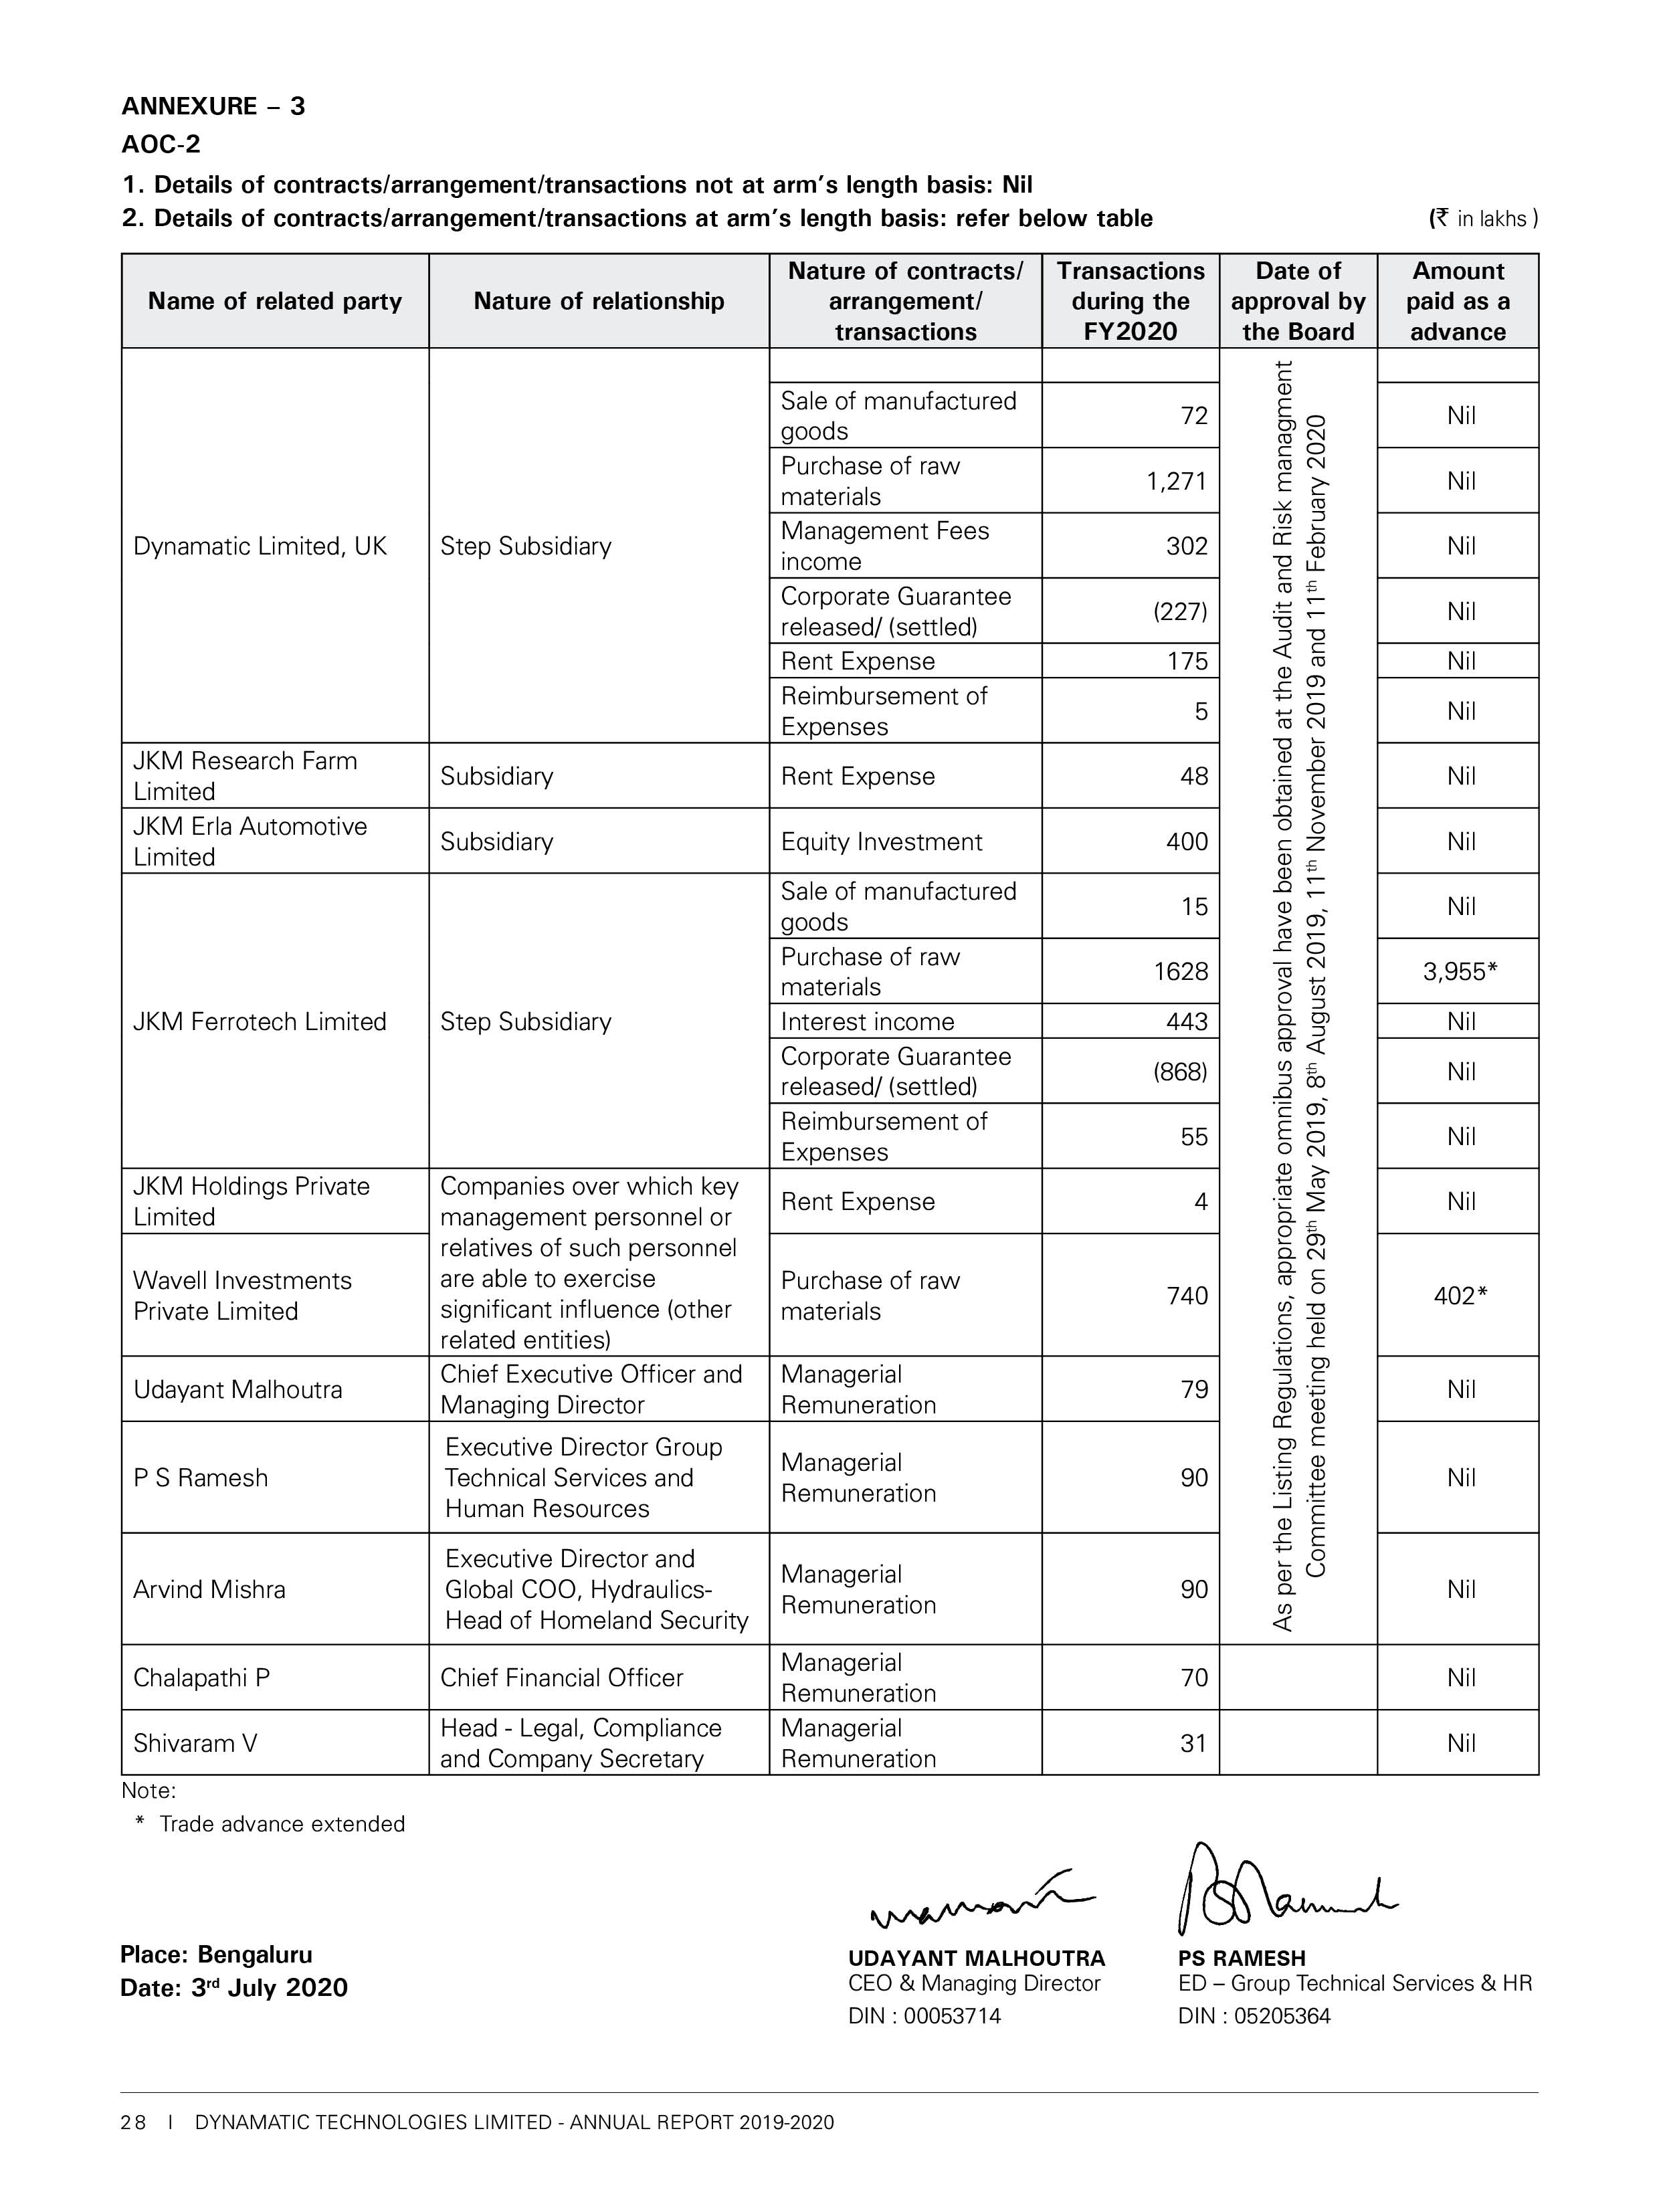 ANNEXURE – 3
AOC-2
1. Details of contracts/arrangement/transactions not at arm's length basis: Nil
2. Details of contracts/arrangement/transactions at arm's length basis: refer below table
(₹ in lakhs )
Name of related party
Nature of relationship
Nature of contracts/
arrangement/
transactions
Transactions
during the
FY2020
Date of
approval by
the Board
Amount
paid as a
advance
Dynamatic Limited, UK
Step Subsidiary
Sale of manufactured
goods
72
Nil
Purchase of raw
materials
1,271
Nil
Management Fees
income
302
Nil
Corporate Guarantee
released/ (settled)
(227)
Nil
Rent Expense
175
Nil
Reimbursement of
Expenses
5
Nil
As per the Listing Regulations, appropriate omnibus approval have been obtained at the Audit and Risk managment
Committee meeting held on 29th May 2019, 8th August 2019, 11th November 2019 and 11th February 2020
JKM Research Farm
Limited
Subsidiary
Rent Expense
48
Nil
JKM Erla Automotive
Limited
Subsidiary
Equity Investment
400
Nil
JKM Ferrotech Limited
Step Subsidiary
Sale of manufactured
goods
15
Nil
Purchase of raw
materials
1628
3,955*
Interest income
443
Nil
Corporate Guarantee
released/ (settled)
(868)
Nil
Reimbursement of
Expenses
55
Nil
JKM Holdings Private
Limited
Companies over which key
management personnel or
relatives of such personnel
are able to exercise
significant influence (other
related entities)
Rent Expense
4
Nil
Wavell Investments
Private Limited
Purchase of raw
materials
740
402*
Udayant Malhoutra
Chief Executive Officer and
Managing Director
Managerial
Remuneration
79
Nil
P S Ramesh
Executive Director Group
Technical Services and
Human Resources
Managerial
Remuneration
90
Nil
Arvind Mishra
Executive Director and
Global COO, Hydraulics-
Head of Homeland Security
Managerial
Remuneration
90
Nil
Chalapathi P
Chief Financial Officer
Managerial
Remuneration
70
Nil
Shivaram V
Head - Legal, Compliance
and Company Secretary
Managerial
Remuneration
31
Nil
Note:
* Trade advance extended
Place: Bengaluru
Date: 3rd July 2020
UDAYANT MALHOUTRA
CEO & Managing Director
DIN : 00053714
PS RAMESH
ED – Group Technical Services & HR
DIN : 05205364
28 I DYNAMATIC TECHNOLOGIES LIMITED - ANNUAL REPORT 2019-2020